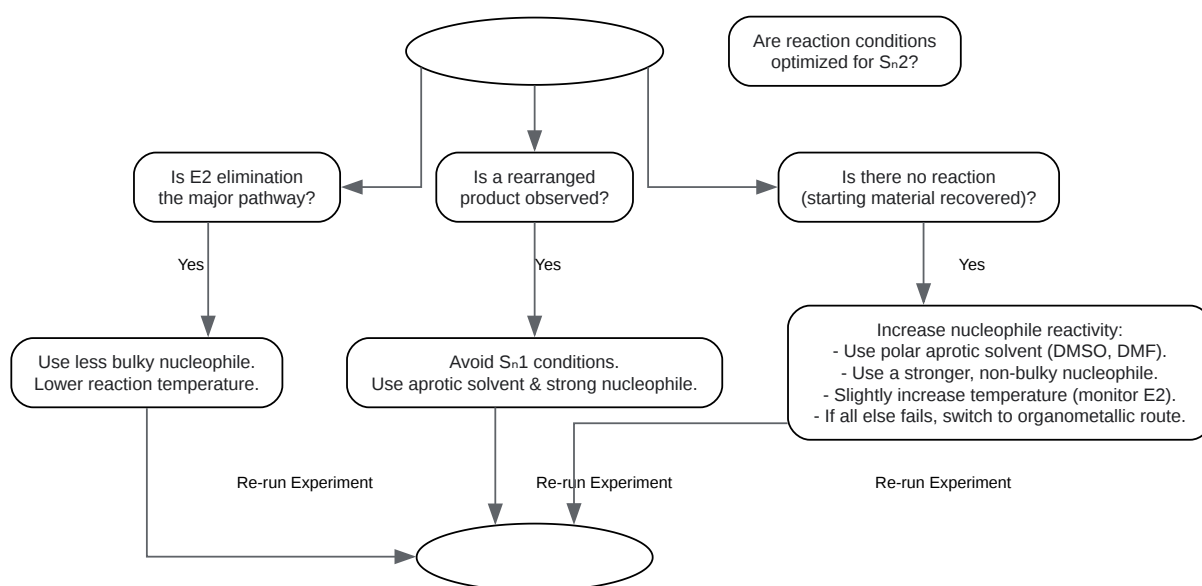 Are reaction conditions
optimized for Sₙ2?
Is E2 elimination
the major pathway?
Is a rearranged
product observed?
Is there no reaction
(starting material recovered)?
Yes
Yes
Yes
Use less bulky nucleophile.
Lower reaction temperature.
Avoid Sₙ1 conditions.
Use aprotic solvent & strong nucleophile.
Increase nucleophile reactivity:
- Use polar aprotic solvent (DMSO, DMF).
- Use a stronger, non-bulky nucleophile.
- Slightly increase temperature (monitor E2).
- If all else fails, switch to organometallic route.
Re-run Experiment
Re-run Experiment
Re-run Experiment